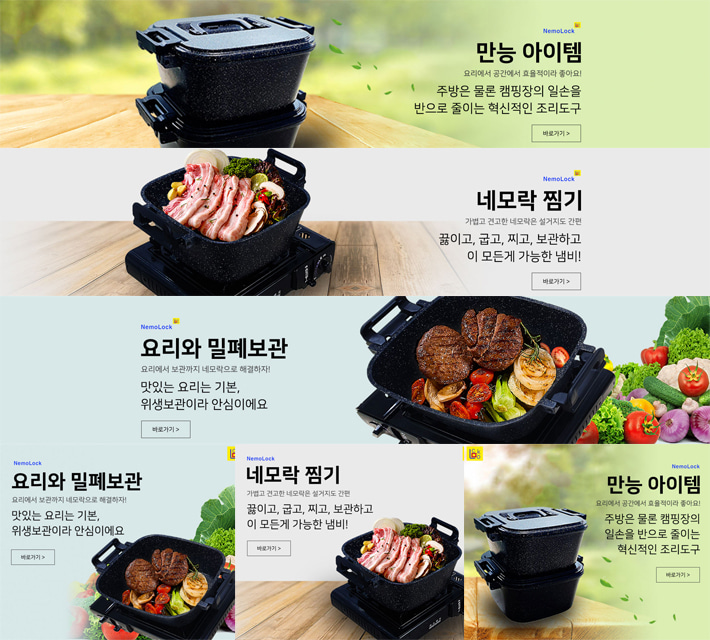 NemoLock
만능 아이템
요리에서 공간에서 효율적이라 좋아요!
주방은 물론 캠핑장의 일손을
반으로 줄이는 혁신적인 조리도구
바로가기 >
NemoLock
네모락 찜기
가볍고 견고한 네모락은 설거지도 간편
끓이고, 굽고, 찌고, 보관하고
이 모든게 가능한 냄비!
바로가기 >
NemoLock
요리와 밀폐보관
요리에서 보관까지 네모락으로 해결하자!
맛있는 요리는 기본,
위생보관이라 안심이에요
바로가기 >
NemoLock
요리와 밀폐보관
요리에서 보관까지 네모락으로 해결하자!
맛있는 요리는 기본,
위생보관이라 안심이에요
바로가기 >
NemoLock
네모락 찜기
가볍고 견고한 네모락은 설거지도 간편
끓이고, 굽고, 찌고, 보관하고
이 모든게 가능한 냄비!
바로가기 >
NemoLock
만능 아이템
요리에서 공간에서 효율적이라 좋아요!
주방은 물론 캠핑장의
일손을 반으로 줄이는
혁신적인 조리도구
바로가기 >